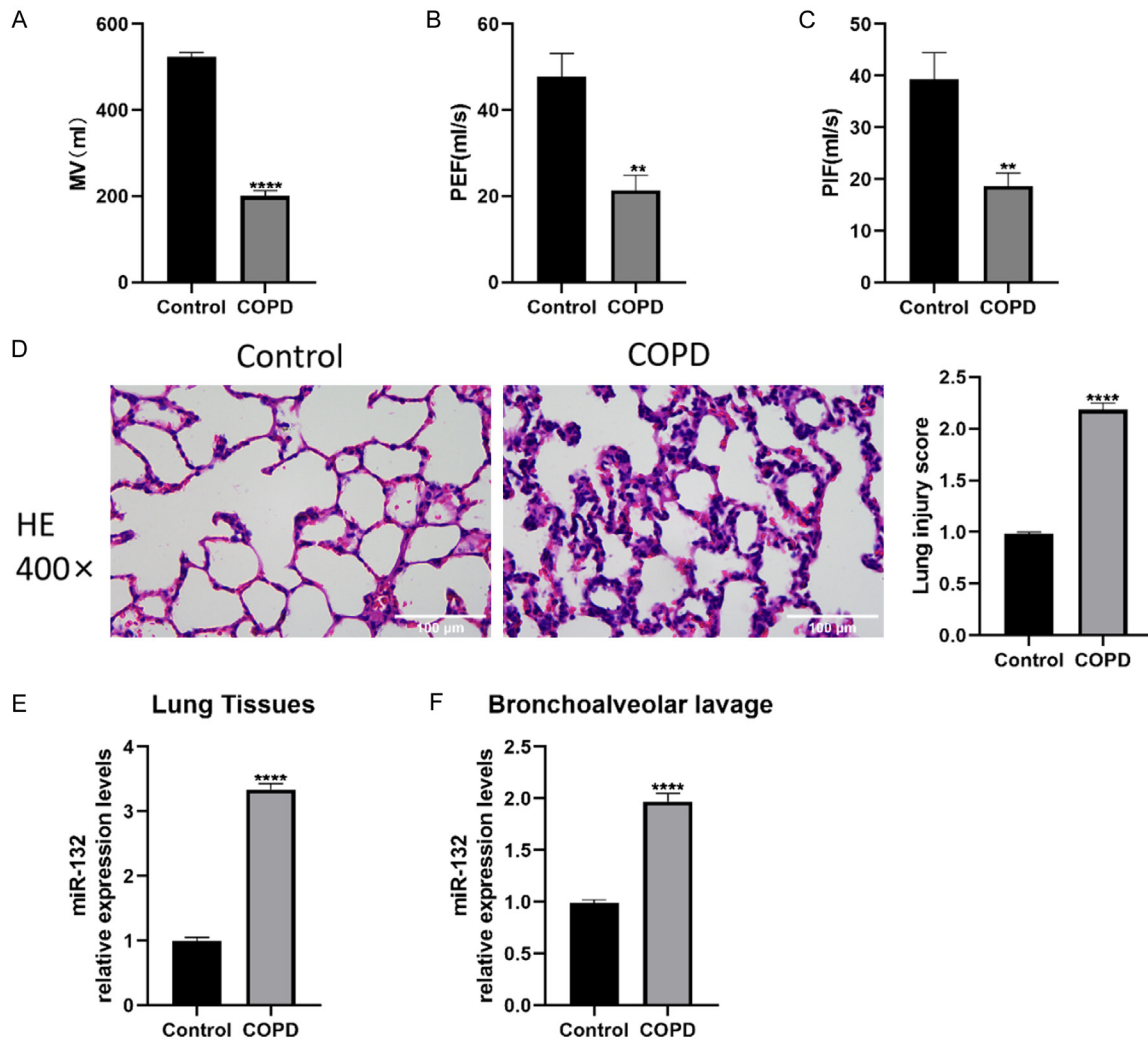 A
MV（ml）
600
400
200
0
****
Control COPD
B
PEF(ml/s)
60
40
20
0
**
Control COPD
C
PIF(ml/s)
50
40
30
20
10
0
**
Control COPD
D
Control
COPD
HE
400×
100 μm
100 μm
Lung injury score
2.5
2.0
1.5
1.0
0.5
0.0
****
Control COPD
E
Lung Tissues
miR-132
relative expression levels
4
3
2
1
0
****
Control COPD
F
Bronchoalveolar lavage
miR-132
relative expression levels
2.5
2.0
1.5
1.0
0.5
0.0
****
Control COPD